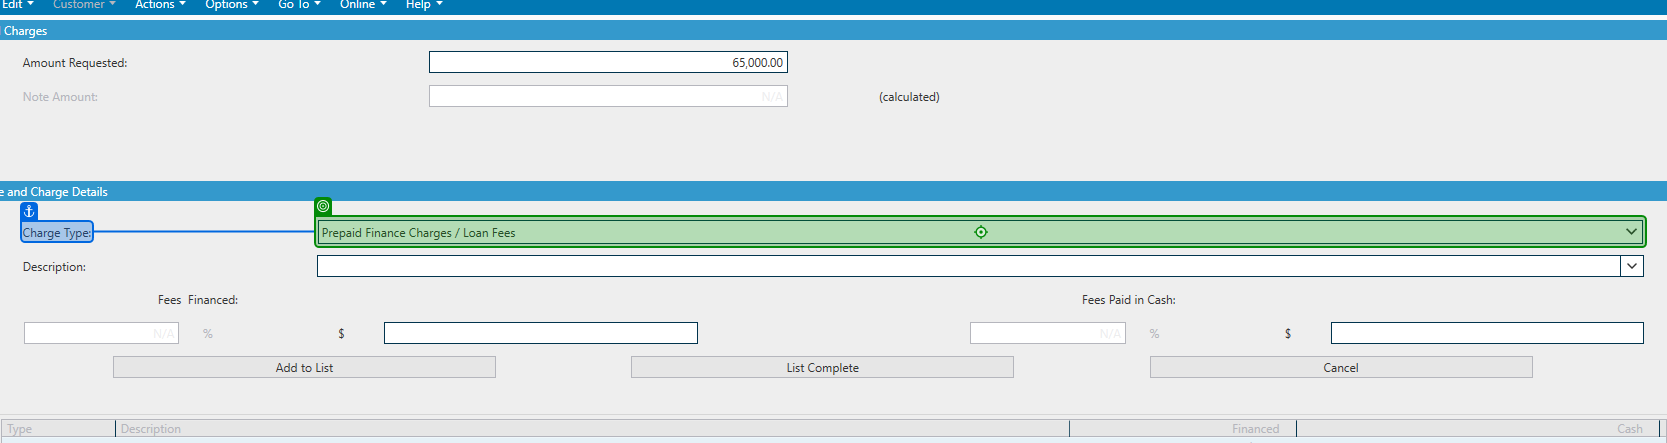 Edit Customer Actions Options Go To Online Help
Charges
Amount Requested: 65,000.00
Note Amount: N/A (calculated)
and Charge Details
Charge Type: Prepaid Finance Charges / Loan Fees
Description:
Fees Financed: Fees Paid in Cash:
N/A % $ N/A % $
Add to List List Complete Cancel
Type Description Financed Cash